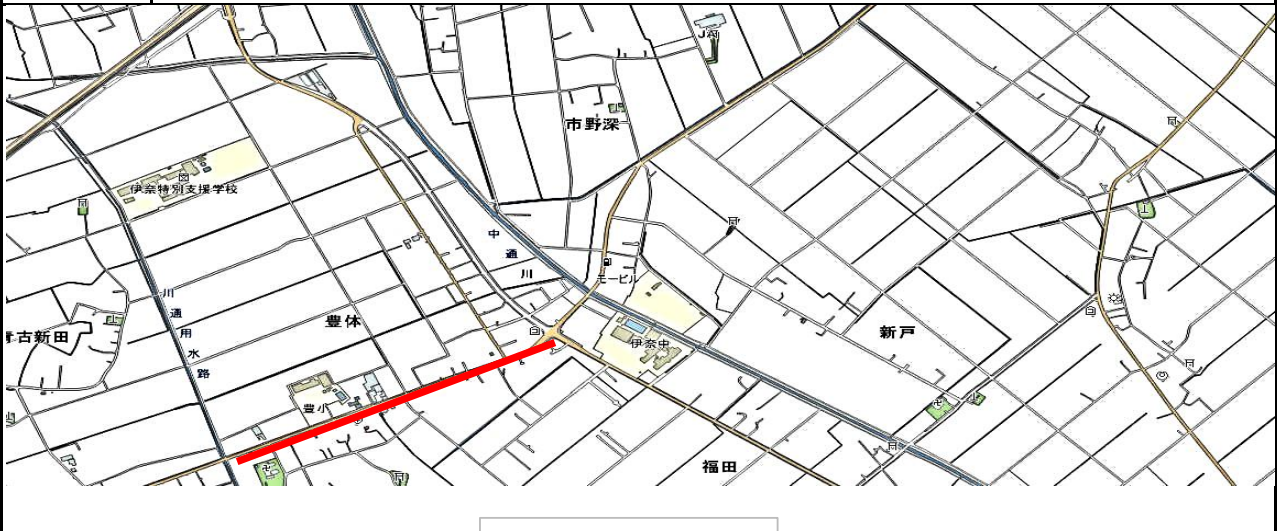 JA
市野深
伊奈特別支援学校
中通川
モービル
川通用水路
豊体
古新田
伊奈中
新戸
豊小
福田